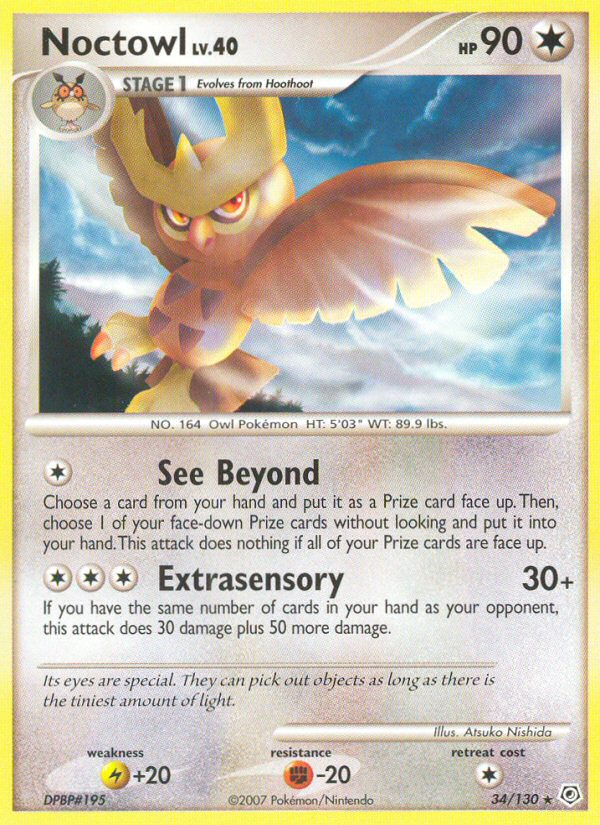 Noctowl LV.40 HP 90
STAGE 1 Evolves from Hoothoot
NO. 164 Owl Pokémon HT: 5'03" WT: 89.9 lbs.
See Beyond
Choose a card from your hand and put it as a Prize card face up. Then,
choose 1 of your face-down Prize cards without looking and put it into
your hand. This attack does nothing if all of your Prize cards are face up.
Extrasensory 30+
If you have the same number of cards in your hand as your opponent,
this attack does 30 damage plus 50 more damage.
Its eyes are special. They can pick out objects as long as there is
the tiniest amount of light.
Illus. Atsuko Nishida
weakness resistance retreat cost
+20 -20
DPBP#195 ©2007 Pokémon/Nintendo 34/130 ★